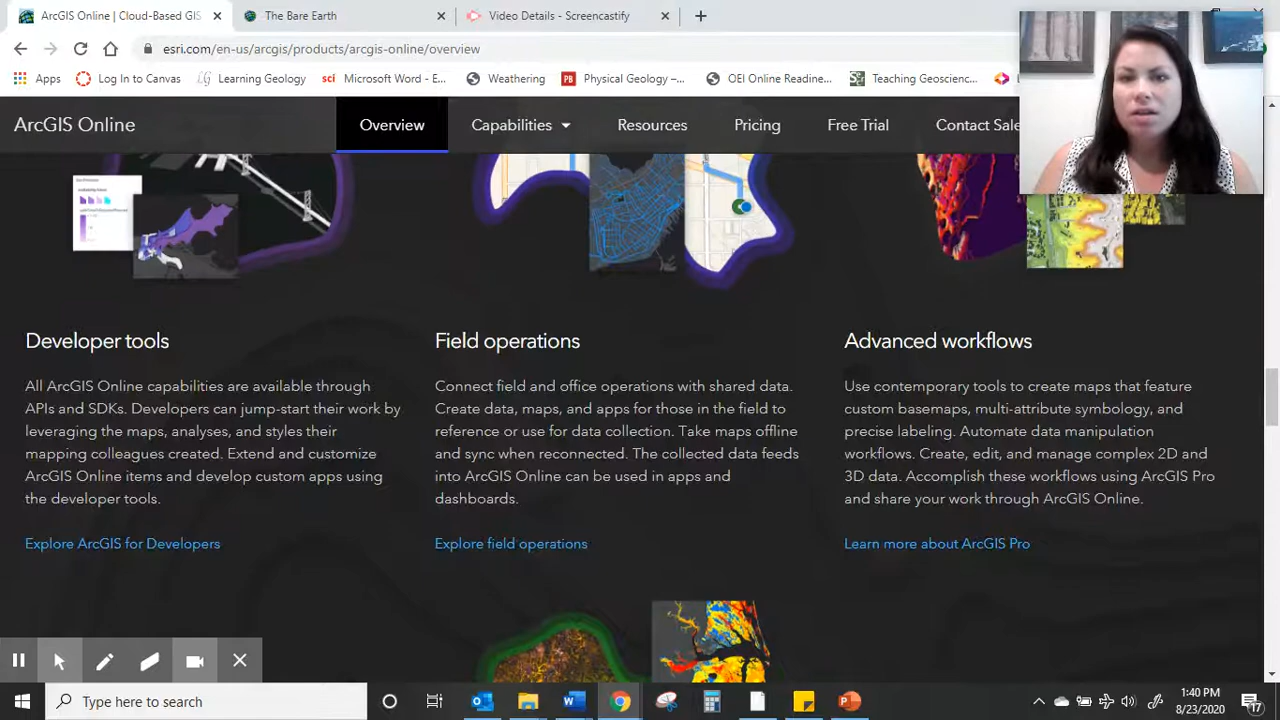 ArcGIS Online | Cloud-Based GIS
The Bare Earth
Video Details - Screencastify
esri.com/en-us/arcgis/products/arcgis-online/overview
Apps
Log In to Canvas
Learning Geology
sci
Microsoft Word - E...
Weathering
PB
Physical Geology –...
OEI Online Readine...
Teaching Geoscienc...
ArcGIS Online
Overview
Capabilities
Resources
Pricing
Free Trial
Contact Sale
Developer tools
All ArcGIS Online capabilities are available through
APIs and SDKs. Developers can jump-start their work by
leveraging the maps, analyses, and styles their
mapping colleagues created. Extend and customize
ArcGIS Online items and develop custom apps using
the developer tools.
Explore ArcGIS for Developers
Field operations
Connect field and office operations with shared data.
Create data, maps, and apps for those in the field to
reference or use for data collection. Take maps offline
and sync when reconnected. The collected data feeds
into ArcGIS Online can be used in apps and
dashboards.
Explore field operations
Advanced workflows
Use contemporary tools to create maps that feature
custom basemaps, multi-attribute symbology, and
precise labeling. Automate data manipulation
workflows. Create, edit, and manage complex 2D and
3D data. Accomplish these workflows using ArcGIS Pro
and share your work through ArcGIS Online.
Learn more about ArcGIS Pro
Type here to search
1:40 PM
8/23/2020
17